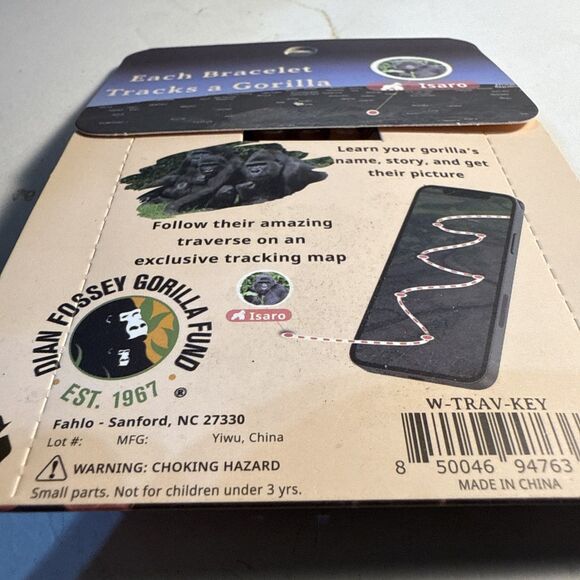 Each Bracelet
Tracks a Gorilla
Isaro
Learn your gorilla's
name, story, and get
their picture
Follow their amazing
traverse on an
exclusive tracking map
Isaro
DIAN FOSSEY GORILLA FUND
EST. 1967 ®
Fahlo - Sanford, NC 27330
Lot #: MFG: Yiwu, China
WARNING: CHOKING HAZARD
Small parts. Not for children under 3 yrs.
W-TRAV-KEY
8 50046 94763
MADE IN CHINA